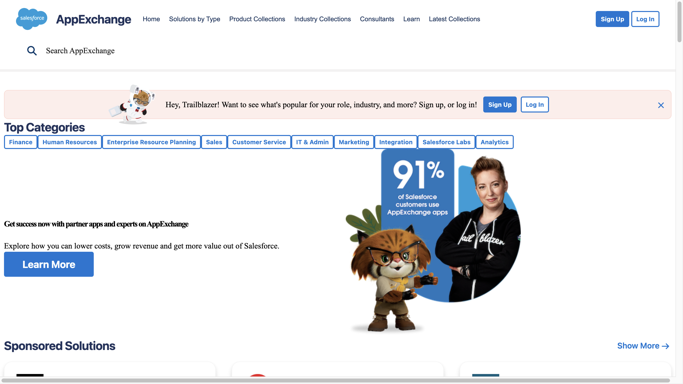 salesforce
AppExchange
Home
Solutions by Type
Product Collections
Industry Collections
Consultants
Learn
Latest Collections
Sign Up
Log In
Search AppExchange
Hey, Trailblazer! Want to see what's popular for your role, industry, and more? Sign up, or log in!
Sign Up
Log In
Top Categories
Finance
Human Resources
Enterprise Resource Planning
Sales
Customer Service
IT & Admin
Marketing
Integration
Salesforce Labs
Analytics
91%
of Salesforce
customers use
AppExchange apps
Get success now with partner apps and experts on AppExchange
Explore how you can lower costs, grow revenue and get more value out of Salesforce.
Learn More
Sponsored Solutions
Show More